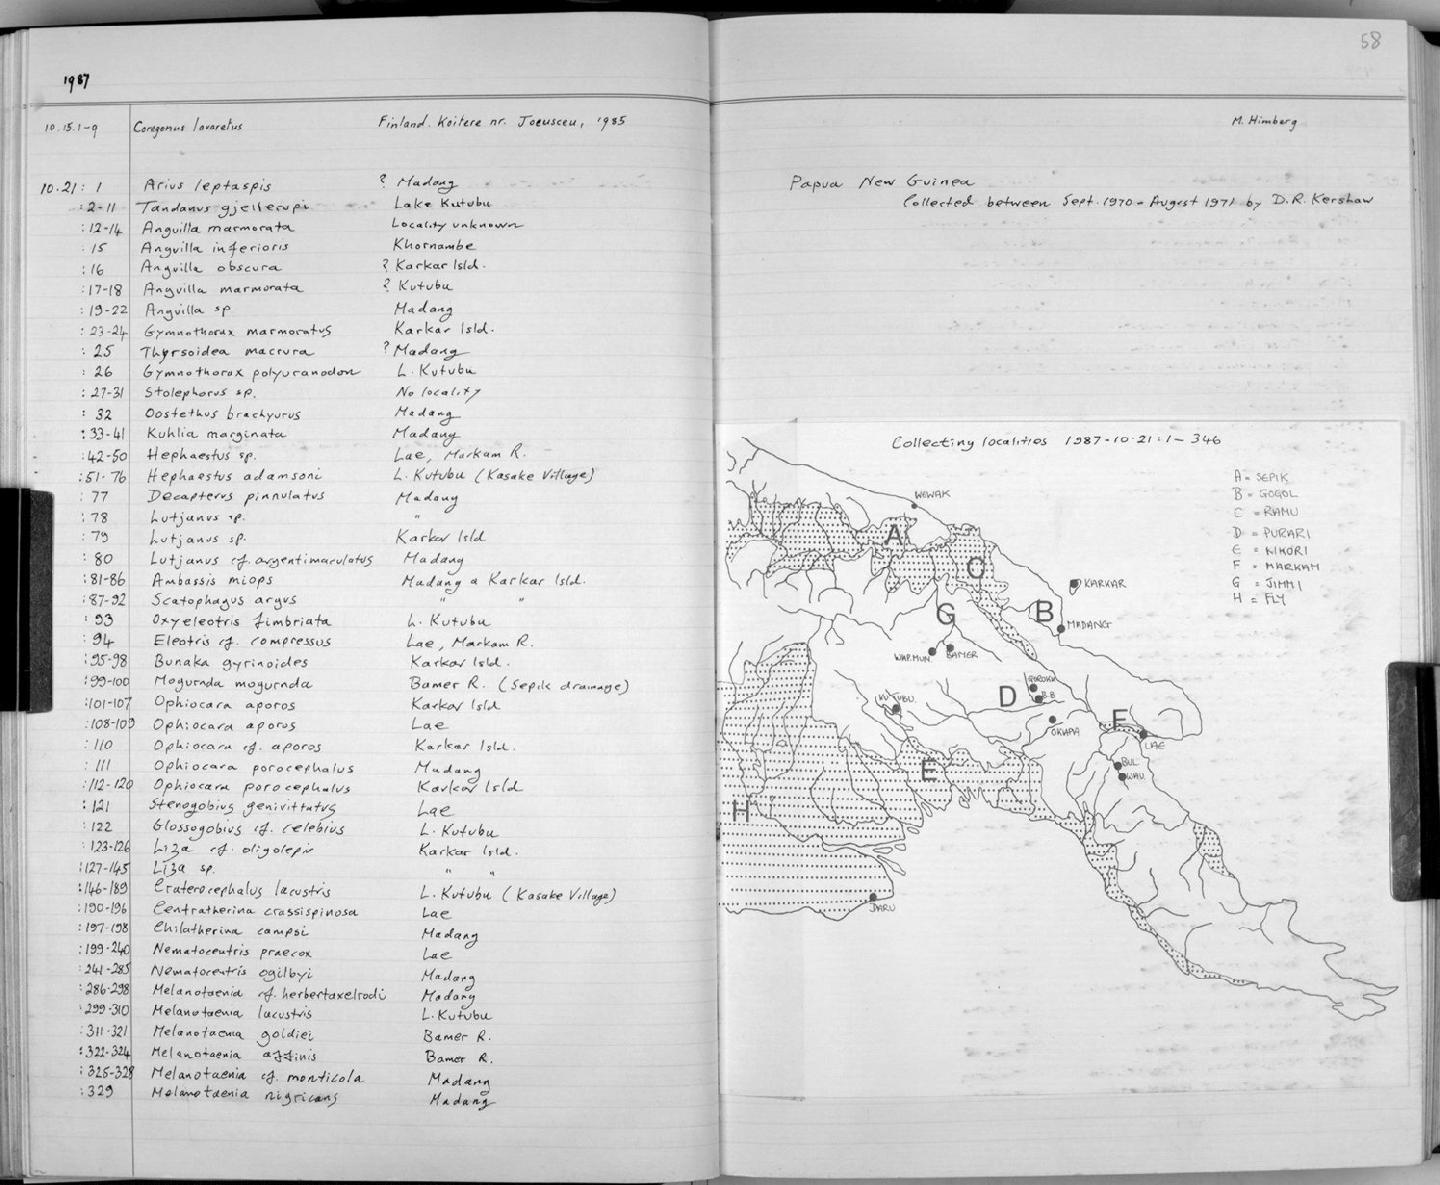 58
1987
10.15.1-9 Coregonus lavaretus Finland. Koitere nr. Joeusceu, 1985 M. Himberg
10.21: 1 Arius leptaspis ? Madang Papua New Guinea
:2-11 Tandanus gjellerupi Lake Kutubu Collected between Sept. 1970 - August 1971 by D.R. Kershaw
:12-14 Anguilla marmorata Locality unknown
:15 Anguilla inferioris Khornambe
:16 Anguilla obscura ? Karkar Isld.
:17-18 Anguilla marmorata ? Kutubu
:19-22 Anguilla sp Madang
:23-24 Gymnothorax marmoratus Karkar Isld.
:25 Thyrsoidea macrura ? Madang
:26 Gymnothorax polyuranodon L. Kutubu
:27-31 Stolephorus sp. No locality
:32 Oostethus brachyurus Madang
:33-41 Kuhlia marginata Madang
:42-50 Hephaestus sp. Lae, Markam R.
:51-76 Hephaestus adamsoni L. Kutubu (Kasake Village)
:77 Decapterus pinnulatus Madang
:78 Lutjanus sp. "
:79 Lutjanus sp. Karkar Isld
:80 Lutjanus cf. argentimaculatus Madang
:81-86 Ambassis miops Madang & Karkar Isld.
:87-92 Scatophagus argus " "
:93 Oxyeleotris fimbriata L. Kutubu
:94 Eleotris cf. compressus Lae, Markam R.
:95-98 Bunaka gyrinoides Karkar Isld.
:99-100 Mogurnda mogurnda Bamer R. (Sepik drainage)
:101-107 Ophiocara aporos Karkar Isld
:108-109 Ophiocara aporos Lae
:110 Ophiocara cf. aporos Karkar Isld.
:111 Ophiocara porocephalus Madang
:112-120 Ophiocara porocephalus Karkar Isld
:121 Stenogobius genivittatus Lae
:122 Glossogobius cf. celebius L. Kutubu
:123-126 Liza cf. oligolepis Karkar Isld.
:127-145 Liza sp. " "
:146-189 Craterocephalus lacustris L. Kutubu (Kasake Village)
:190-196 Centratherina crassispinosa Lae
:197-198 Chilatherina campsi Madang
:199-240 Nematocentris praecox Lae
:241-285 Nematocentris ogilbyi Madang
:286-298 Melanotaenia cf. herbertaxelrodi Madang
:299-310 Melanotaenia lacustris L. Kutubu
:311-321 Melanotaenia goldiei Bamer R.
:322-324 Melanotaenia affinis Bamer R.
:325-328 Melanotaenia cf. monticola Madang
:329 Melanotaenia nigricans Madang
Collecting localities 1987-10-21:1-346
A = SEPIK
B = GOGOL
C = RAMU
D = PURARI
E = KIKORI
F = MARKAM
G = JIMMI
H = FLY
WEWAK
A
C
KARKAR
G
B
MADANG
WAP.MUN
BAMER
GOROKA
D
B.B
KUTUBU
OKAPA
F
LAE
E
BUL
WAU
H
DARU